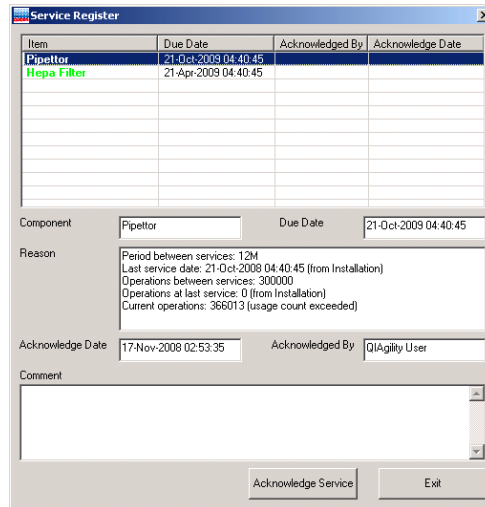 Service Register
Item Due Date Acknowledged By Acknowledge Date
Pipettor 21-Oct-2009 04:40:45
Hepa Filter 21-Apr-2009 04:40:45
Component Pipettor Due Date 21-Oct-2009 04:40:45
Reason Period between services: 12M
Last service date: 21-Oct-2008 04:40:45 (from Installation)
Operations between services: 300000
Operations at last service: 0 (from Installation)
Current operations: 366013 (usage count exceeded)
Acknowledge Date 17-Nov-2008 02:53:35 Acknowledged By QIAgility User
Comment
Acknowledge Service Exit